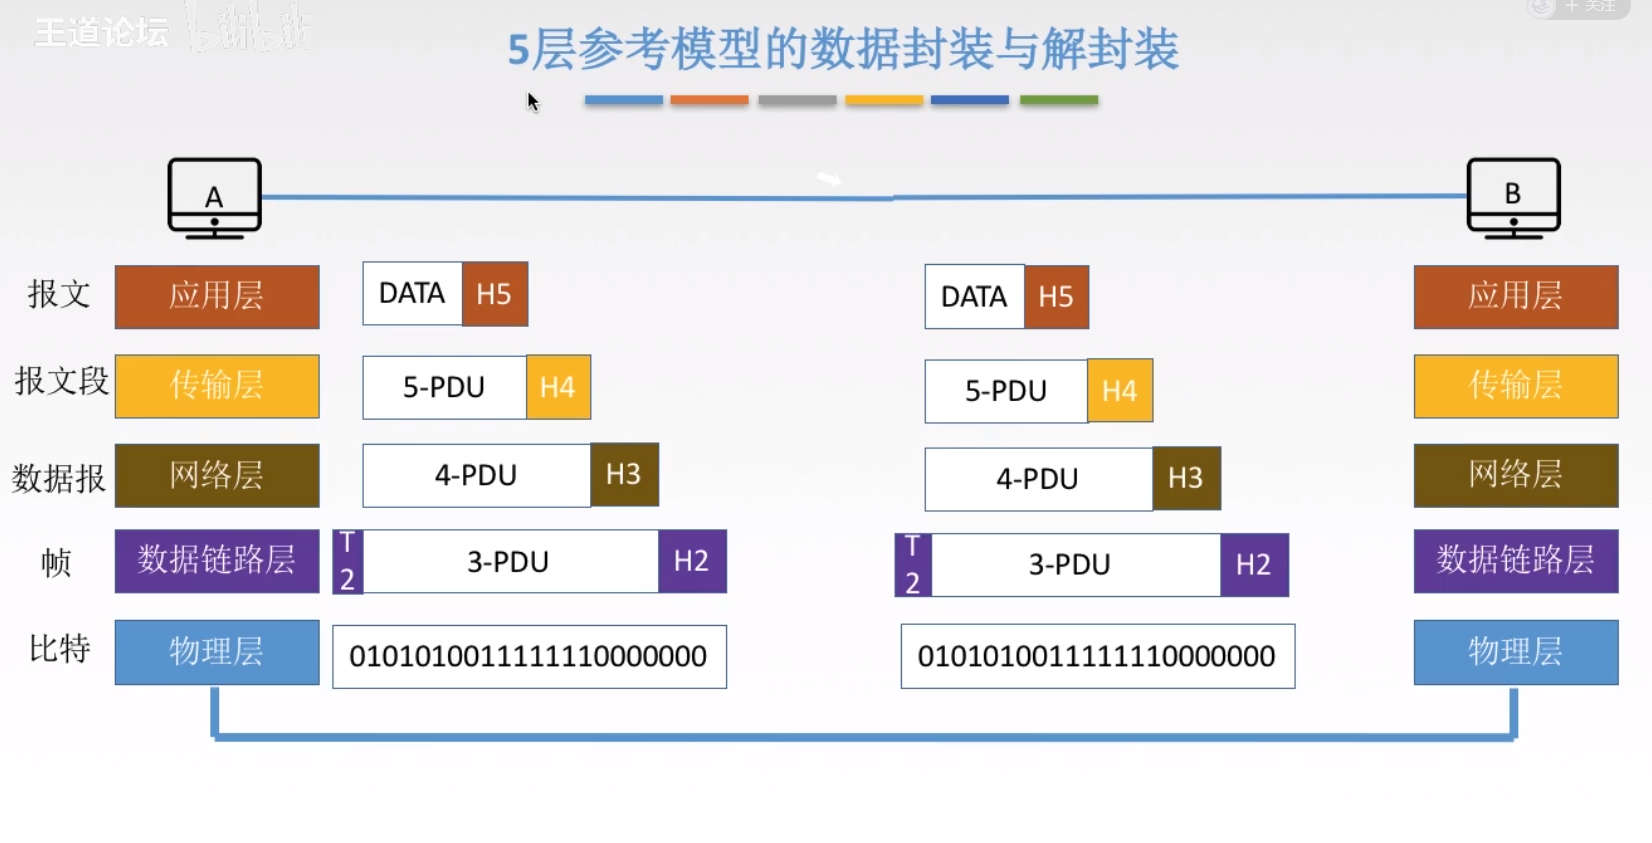 王道论坛 bilibili
+ 关注
5层参考模型的数据封装与解封装
A
B
报文 应用层 DATA H5 DATA H5 应用层
报文段 传输层 5-PDU H4 5-PDU H4 传输层
数据报 网络层 4-PDU H3 4-PDU H3 网络层
帧 数据链路层 T2 3-PDU H2 T2 3-PDU H2 数据链路层
比特 物理层 0101010011111110000000 0101010011111110000000 物理层